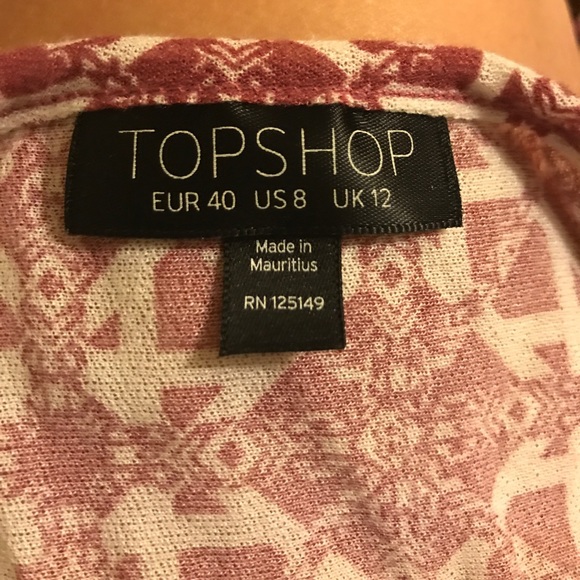 TOPSHOP
EUR 40 US 8 UK 12
Made in
Mauritius
RN 125149